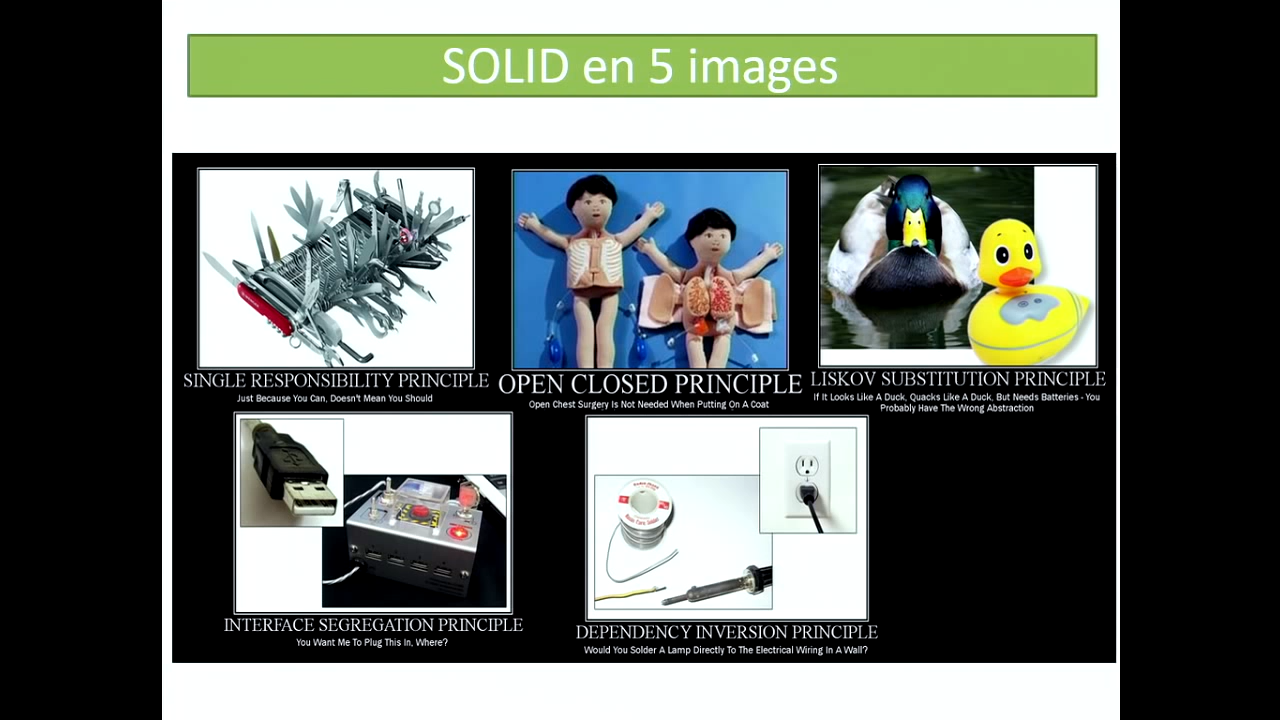 SOLID en 5 images
SINGLE RESPONSIBILITY PRINCIPLE
Just Because You Can, Doesn't Mean You Should
OPEN CLOSED PRINCIPLE
Open Chest Surgery Is Not Needed When Putting On A Coat
LISKOV SUBSTITUTION PRINCIPLE
If It Looks Like A Duck, Quacks Like A Duck, But Needs Batteries - You
Probably Have The Wrong Abstraction
INTERFACE SEGREGATION PRINCIPLE
You Want Me To Plug This In, Where?
DEPENDENCY INVERSION PRINCIPLE
Would You Solder A Lamp Directly To The Electrical Wiring In A Wall?